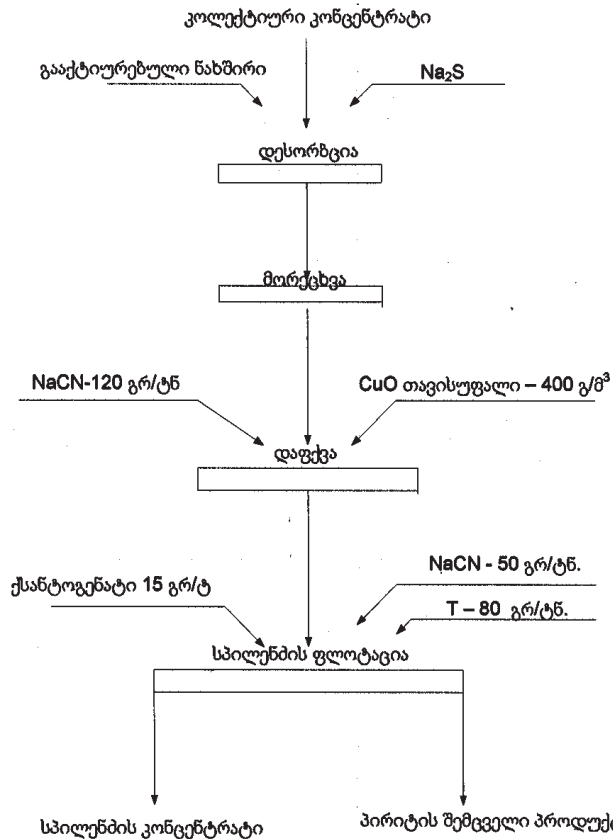 კოლექტიური კონცენტრატი
გააქტიურებული ნახშირი
Na₂S
დესორბცია
მორეცხვა
NaCN-120 გრ/ტნ
CuO თავისუფალი – 400 გ/მ³
დაფქვა
NaCN - 50 გრ/ტნ.
ქსანტოგენატი 15 გრ/ტ
T – 80 გრ/ტნ.
სპილენძის ფლოტაცია
სპილენძის კონცენტრატი
პირიტის შემცველი